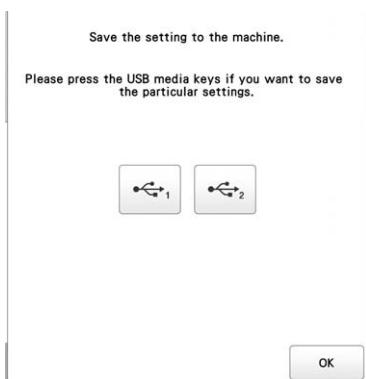 Save the setting to the machine.
Please press the USB media keys if you want to save
the particular settings.
1 2
OK